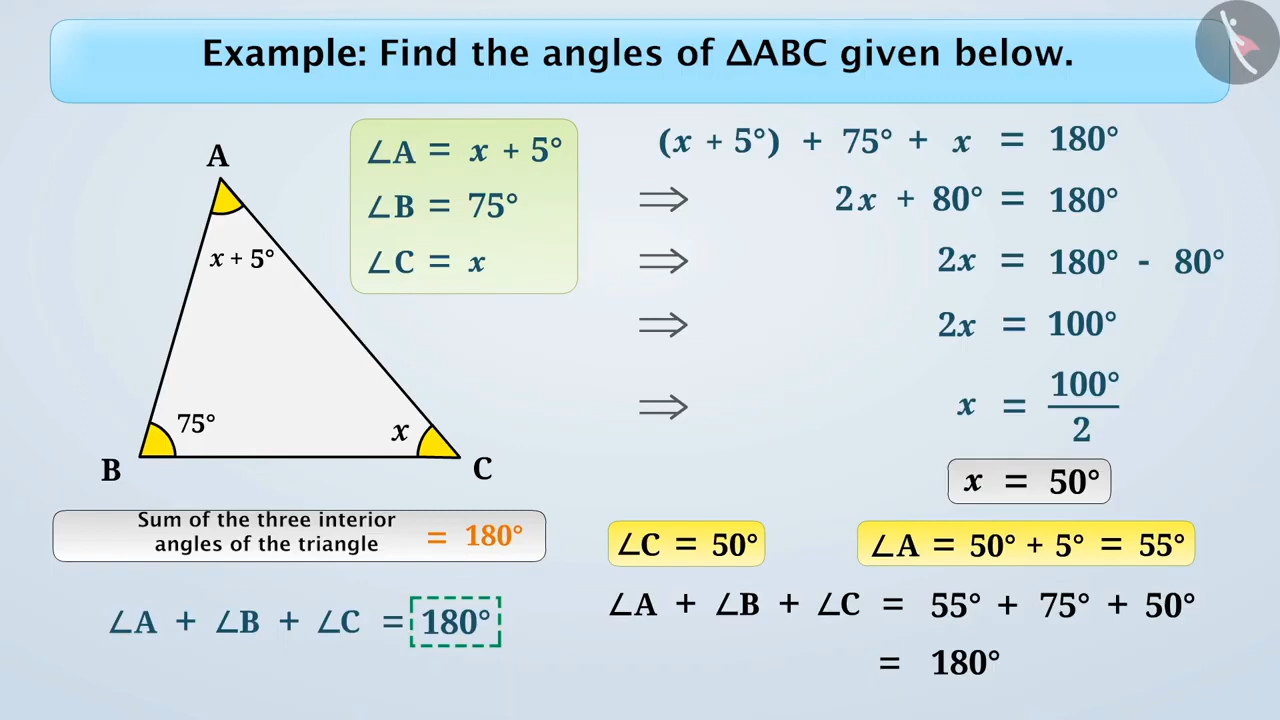 Example: Find the angles of ΔABC given below.
A
x + 5°
75°
x
B
C
∠A = x + 5°
∠B = 75°
∠C = x
(x + 5°) + 75° + x = 180°
⇒ 2x + 80° = 180°
⇒ 2x = 180° - 80°
⇒ 2x = 100°
⇒ x = 100°/2
x = 50°
Sum of the three interior
angles of the triangle = 180°
∠A + ∠B + ∠C = 180°
∠C = 50°
∠A = 50° + 5° = 55°
∠A + ∠B + ∠C = 55° + 75° + 50°
= 180°